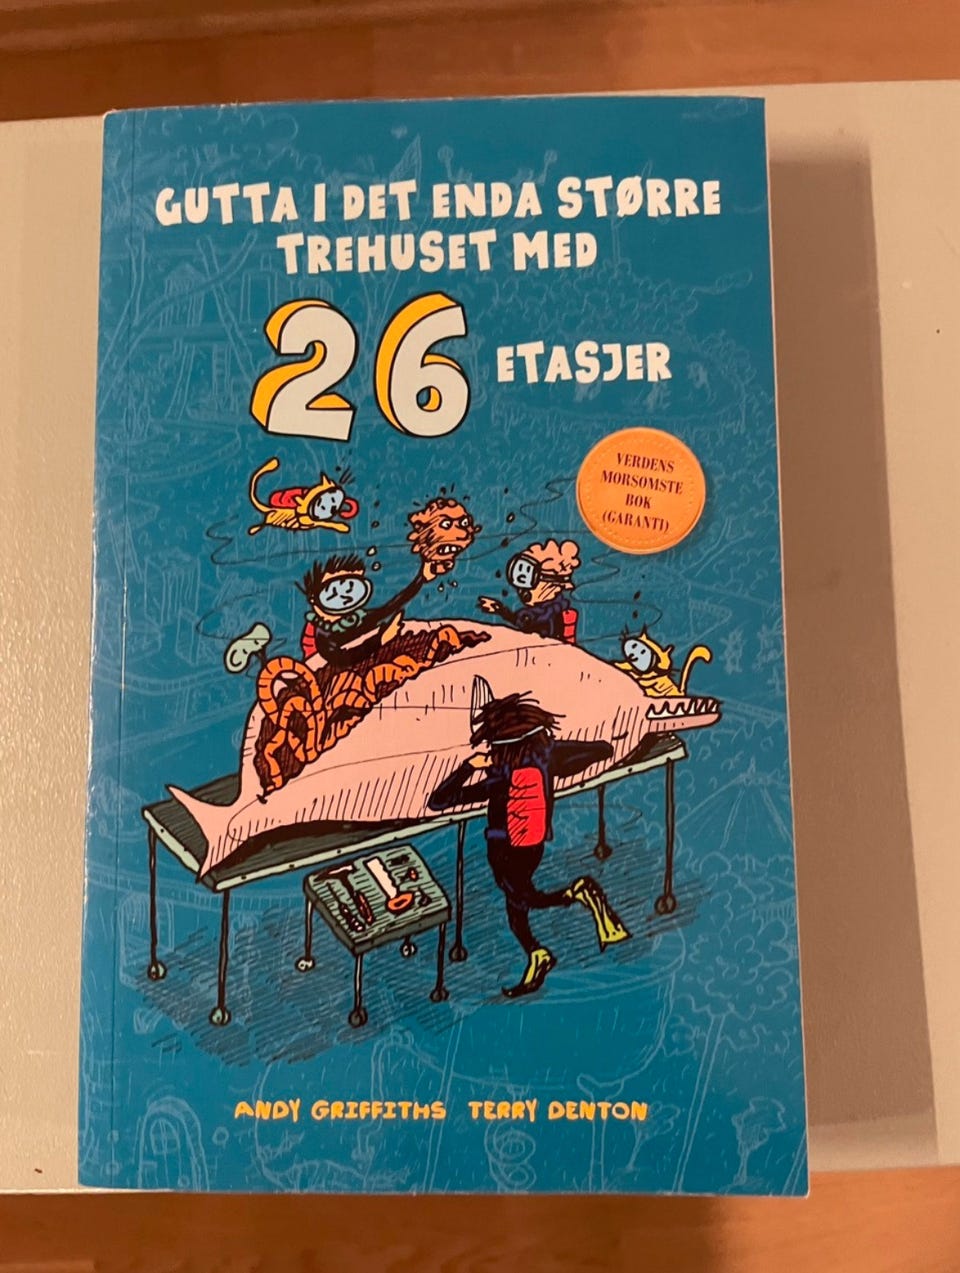 GUTTA I DET ENDA STØRRE
TREHUSET MED
26 ETASJER
VERDENS
MORSOMSTE
BOK
(GARANTI)
ANDY GRIFFITHS TERRY DENTON